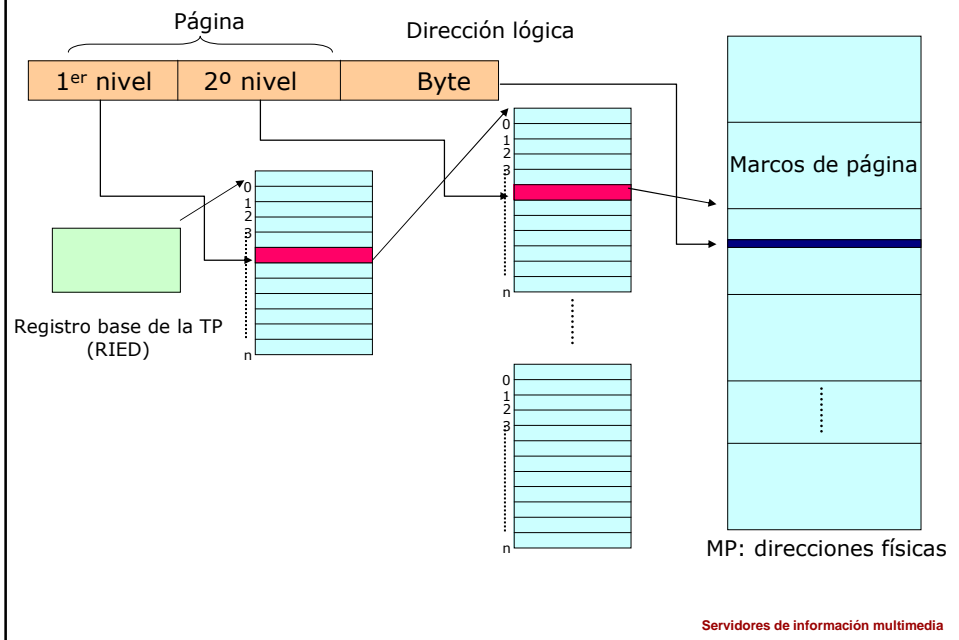 Página
Dirección lógica
1er nivel
2º nivel
Byte
0
1
2
3
n
0
1
2
3
n
Marcos de página
Registro base de la TP
(RIED)
0
1
2
3
n
MP: direcciones físicas
Servidores de información multimedia